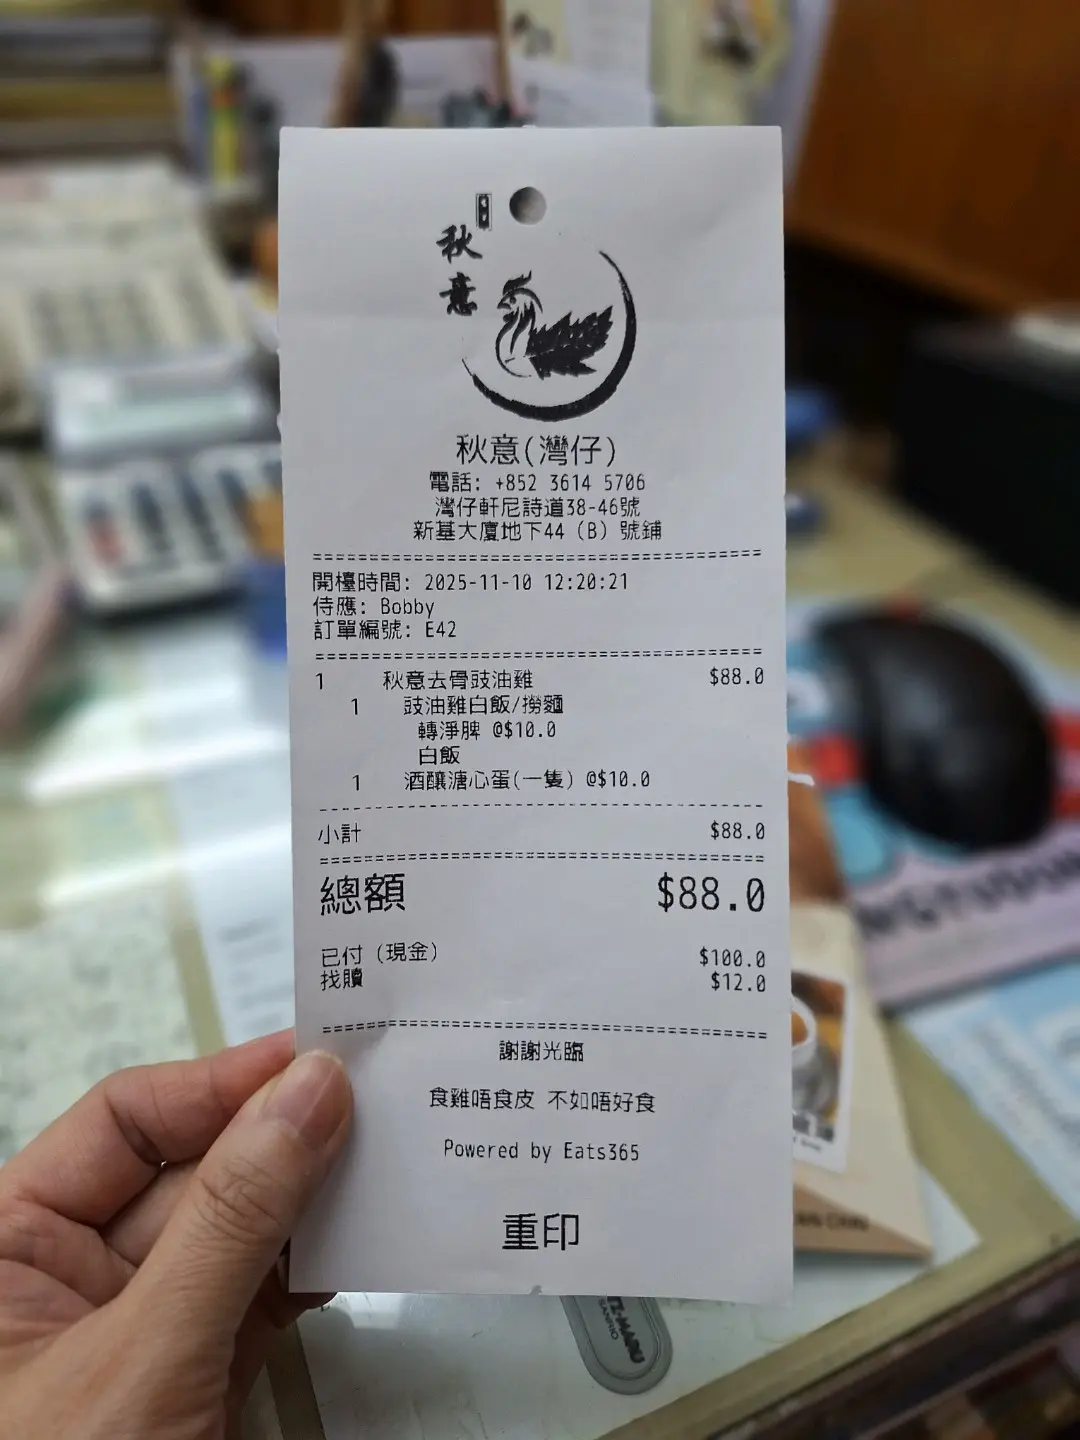 秋意
秋意(灣仔)
電話: +852 3614 5706
灣仔軒尼詩道38-46號
新基大廈地下44 (B) 號鋪
開檯時間: 2025-11-10 12:20:21
侍應: Bobby
訂單編號: E42
1 秋意去骨豉油雞 $88.0
1 豉油雞白飯/撈麵
轉淨脾 @$10.0
白飯
1 酒釀溏心蛋(一隻) @$10.0
小計 $88.0
總額 $88.0
已付 (現金) $100.0
找贖 $12.0
謝謝光臨
食雞唔食皮 不如唔好食
Powered by Eats365
重印